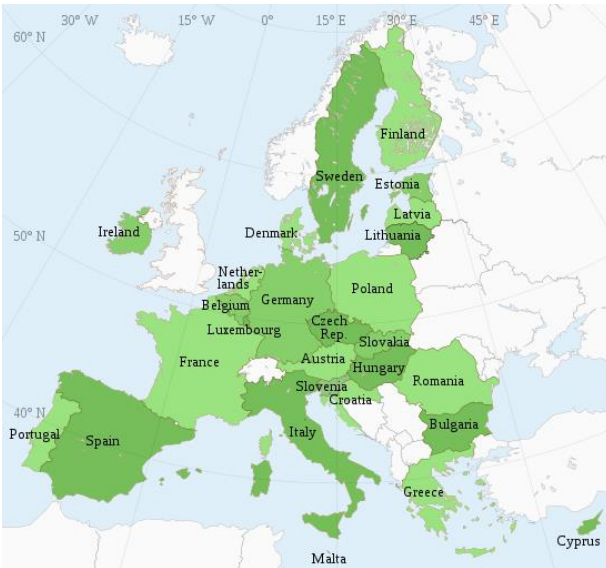 30° W
15° W
0°
15° E
30° E
45° E
60° N
Finland
Sweden
Estonia
Latvia
Ireland
Denmark
Lithuania
50° N
Nether-
lands
Poland
Belgium
Germany
Luxembourg
Czech
Rep.
Slovakia
France
Austria
Hungary
Romania
Slovenia
Croatia
40° N
Portugal
Spain
Italy
Bulgaria
Greece
Cyprus
Malta